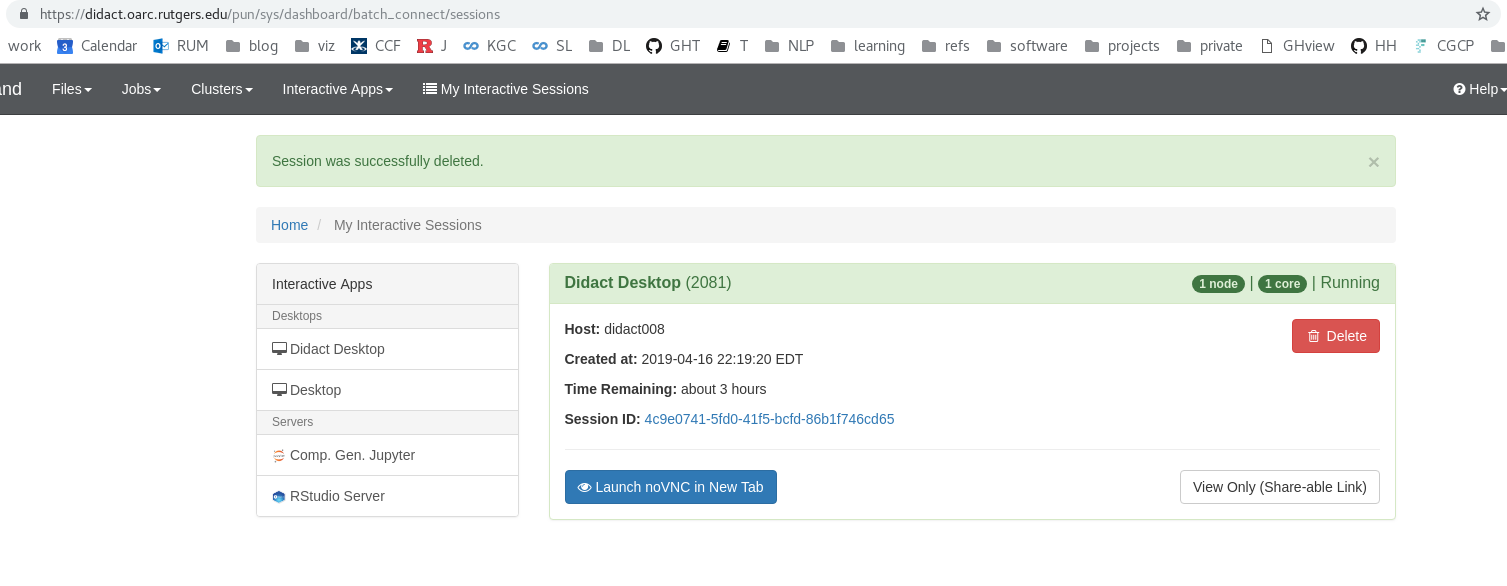 https://didact.oarc.rutgers.edu/pun/sys/dashboard/batch_connect/sessions
work 3 Calendar RUM blog viz CCF R J KGC SL DL GHT T NLP learning refs software projects private GHview HH CGCP
and Files Jobs Clusters Interactive Apps My Interactive Sessions ? Help
Session was successfully deleted. ×
Home / My Interactive Sessions
Interactive Apps
Desktops
Didact Desktop
Desktop
Servers
Comp. Gen. Jupyter
RStudio Server
Didact Desktop (2081) 1 node | 1 core | Running
Host: didact008
Delete
Created at: 2019-04-16 22:19:20 EDT
Time Remaining: about 3 hours
Session ID: 4c9e0741-5fd0-41f5-bcfd-86b1f746cd65
Launch noVNC in New Tab View Only (Share-able Link)